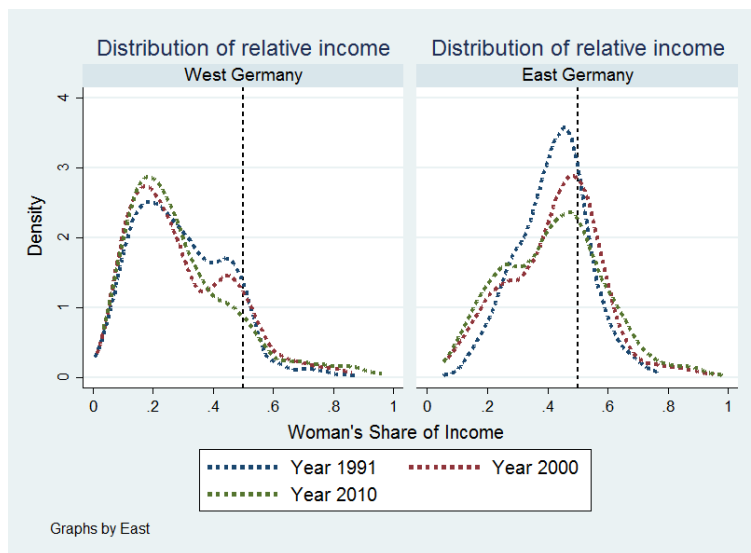 Distribution of relative income
West Germany
Distribution of relative income
East Germany
Density
4
3
2
1
0
0 .2 .4 .6 .8 1
0 .2 .4 .6 .8 1
Woman's Share of Income
Year 1991 Year 2000
Year 2010
Graphs by East